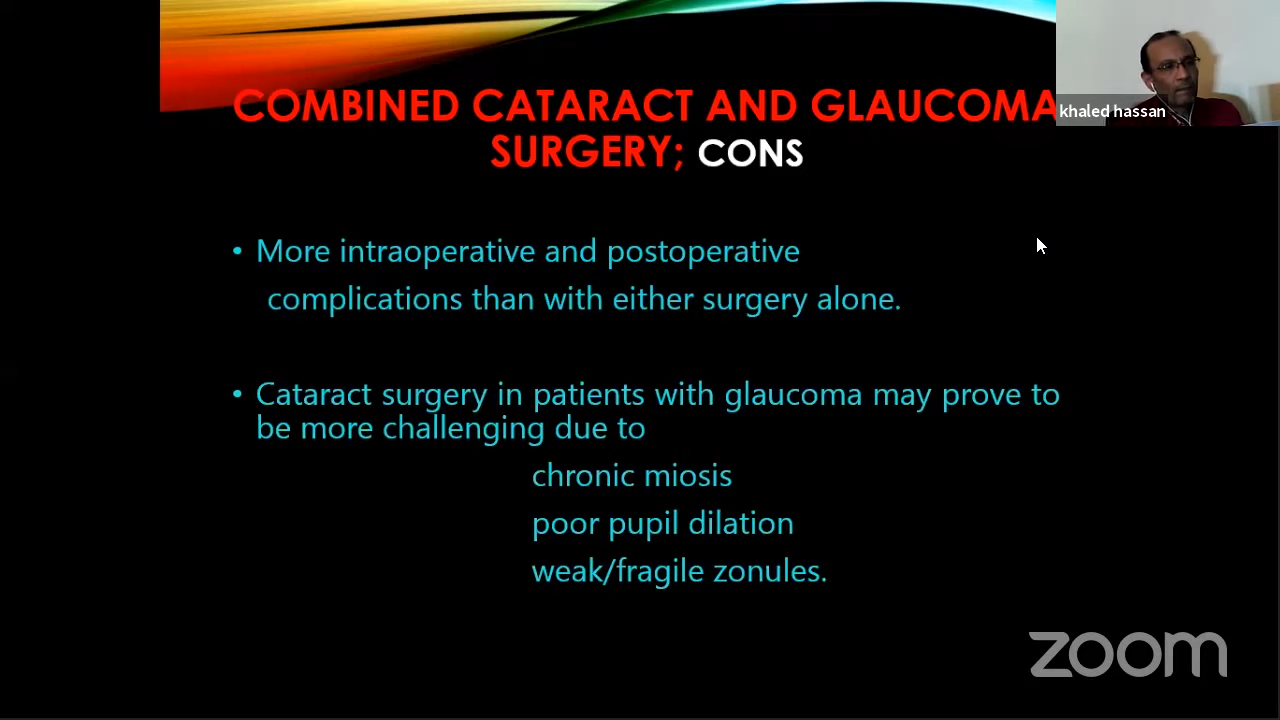 COMBINED CATARACT AND GLAUCOMA
SURGERY; CONS
khaled hassan
• More intraoperative and postoperative
complications than with either surgery alone.
• Cataract surgery in patients with glaucoma may prove to
be more challenging due to
chronic miosis
poor pupil dilation
weak/fragile zonules.
zoom